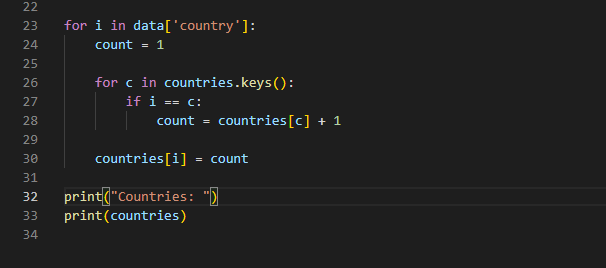 22
23 for i in data['country']:
24     count = 1
25
26     for c in countries.keys():
27         if i == c:
28             count = countries[c] + 1
29
30     countries[i] = count
31
32 print("Countries: ")
33 print(countries)
34